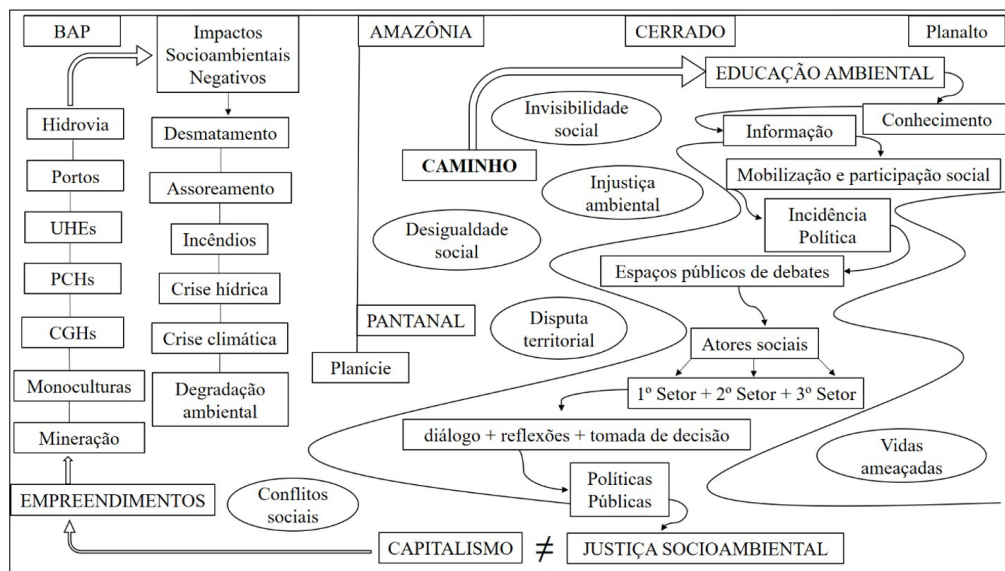 BAP
Impactos
Socioambientais
Negativos
AMAZÔNIA
CERRADO
Planalto
EDUCAÇÃO AMBIENTAL
Invisibilidade
social
Conhecimento
Informação
Hidrovia
Desmatamento
CAMINHO
Mobilização e participação social
Portos
Assoreamento
Injustiça
ambiental
Incidência
Política
UHEs
Incêndios
Desigualdade
social
Espaços públicos de debates
PCHs
Crise hídrica
PANTANAL
Disputa
territorial
CGHs
Crise climática
Atores sociais
Planície
Monoculturas
Degradação
ambiental
1º Setor + 2º Setor + 3º Setor
Mineração
diálogo + reflexões + tomada de decisão
Vidas
ameaçadas
EMPREENDIMENTOS
Conflitos
sociais
Políticas
Públicas
CAPITALISMO ≠ JUSTIÇA SOCIOAMBIENTAL